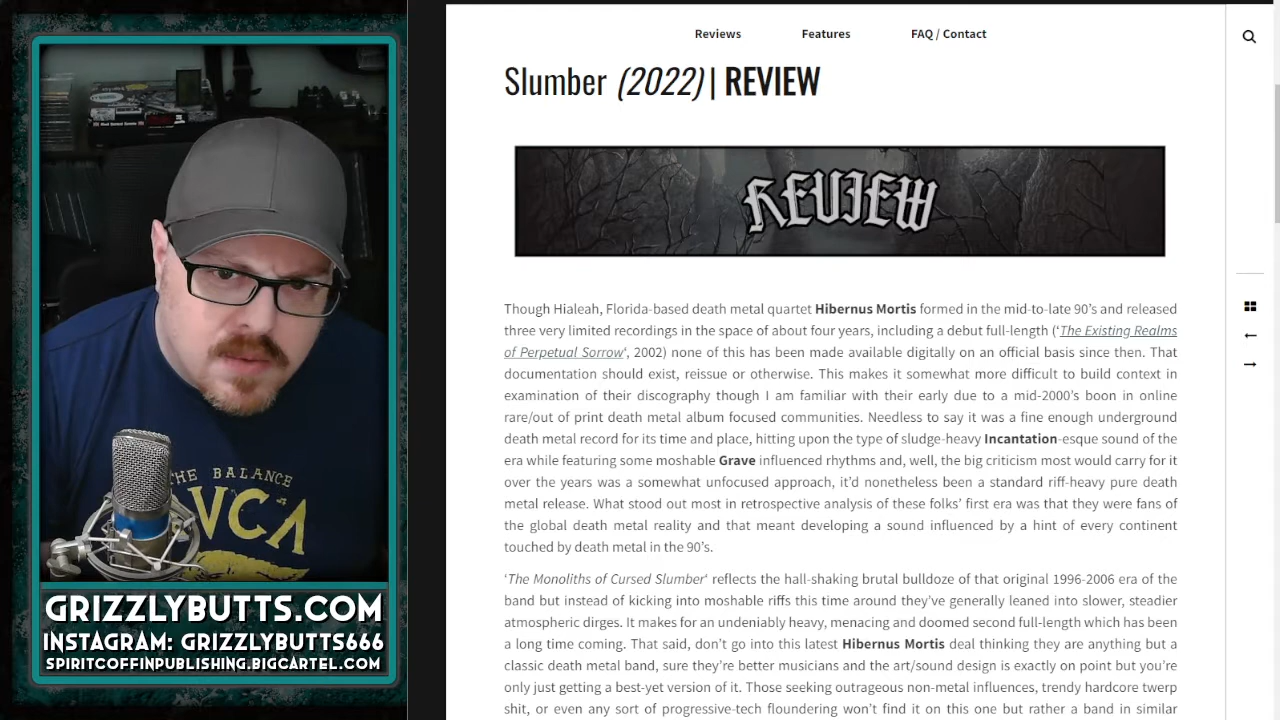 Reviews Features FAQ / Contact
Slumber (2022) | REVIEW
REVIEW
Though Hialeah, Florida-based death metal quartet Hibernus Mortis formed in the mid-to-late 90’s and released
three very limited recordings in the space of about four years, including a debut full-length (‘The Existing Realms
of Perpetual Sorrow‘, 2002) none of this has been made available digitally on an official basis since then. That
documentation should exist, reissue or otherwise. This makes it somewhat more difficult to build context in
examination of their discography though I am familiar with their early due to a mid-2000’s boon in online
rare/out of print death metal album focused communities. Needless to say it was a fine enough underground
death metal record for its time and place, hitting upon the type of sludge-heavy Incantation-esque sound of the
era while featuring some moshable Grave influenced rhythms and, well, the big criticism most would carry for it
over the years was a somewhat unfocused approach, it’d nonetheless been a standard riff-heavy pure death
metal release. What stood out most in retrospective analysis of these folks’ first era was that they were fans of
the global death metal reality and that meant developing a sound influenced by a hint of every continent
touched by death metal in the 90’s.
‘The Monoliths of Cursed Slumber‘ reflects the hall-shaking brutal bulldoze of that original 1996-2006 era of the
band but instead of kicking into moshable riffs this time around they’ve generally leaned into slower, steadier
atmospheric dirges. It makes for an undeniably heavy, menacing and doomed second full-length which has been
a long time coming. That said, don’t go into this latest Hibernus Mortis deal thinking they are anything but a
classic death metal band, sure they’re better musicians and the art/sound design is exactly on point but you’re
only just getting a best-yet version of it. Those seeking outrageous non-metal influences, trendy hardcore twerp
shit, or even any sort of progressive-tech floundering won’t find it on this one but rather a band in similar
THE BALANCE
RVCA
GRIZZLYBUTTS.COM
INSTAGRAM: GRIZZLYBUTTS666
SPIRITCOFFINPUBLISHING.BIGCARTEL.COM